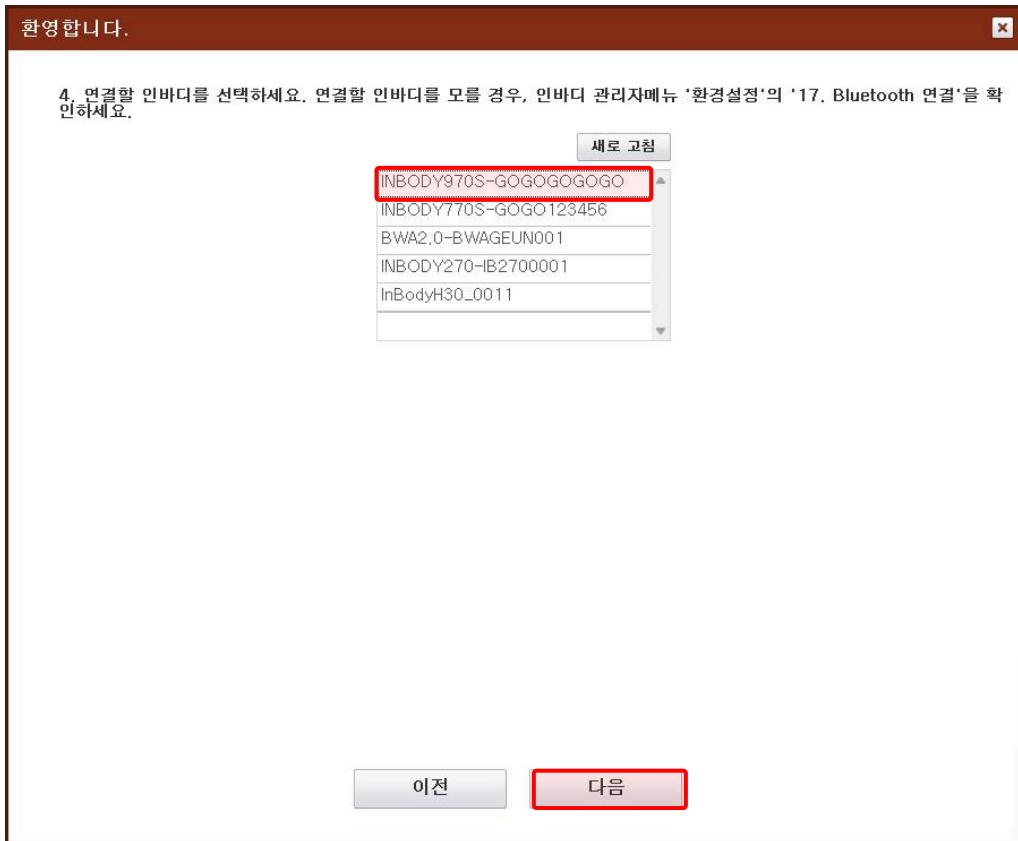 환영합니다.
4. 연결할 인바디를 선택하세요. 연결할 인바디를 모를 경우, 인바디 관리자메뉴 '환경설정'의 '17. Bluetooth 연결'을 확
인하세요.
새로 고침
INBODY970S-GOGOGOGOGO
INBODY770S-GOGO123456
BWA2.0-BWAGEUN001
INBODY270-IB2700001
InBodyH30_0011
이전
다음